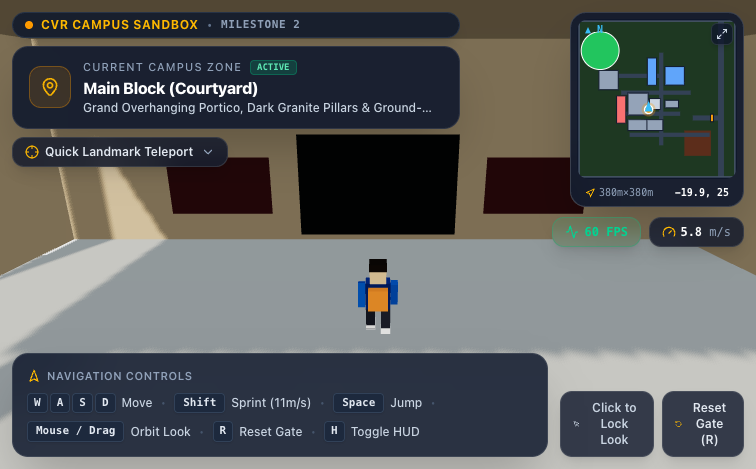 CVR CAMPUS SANDBOX • MILESTONE 2
CURRENT CAMPUS ZONE ACTIVE
Main Block (Courtyard)
Grand Overhanging Portico, Dark Granite Pillars & Ground-...
Quick Landmark Teleport
▲ N
380m×380m −19.9, 25
60 FPS 5.8 m/s
NAVIGATION CONTROLS
W A S D Move • Shift Sprint (11m/s) • Space Jump •
Mouse / Drag Orbit Look • R Reset Gate • H Toggle HUD
Click to
Lock
Look
Reset
Gate
(R)